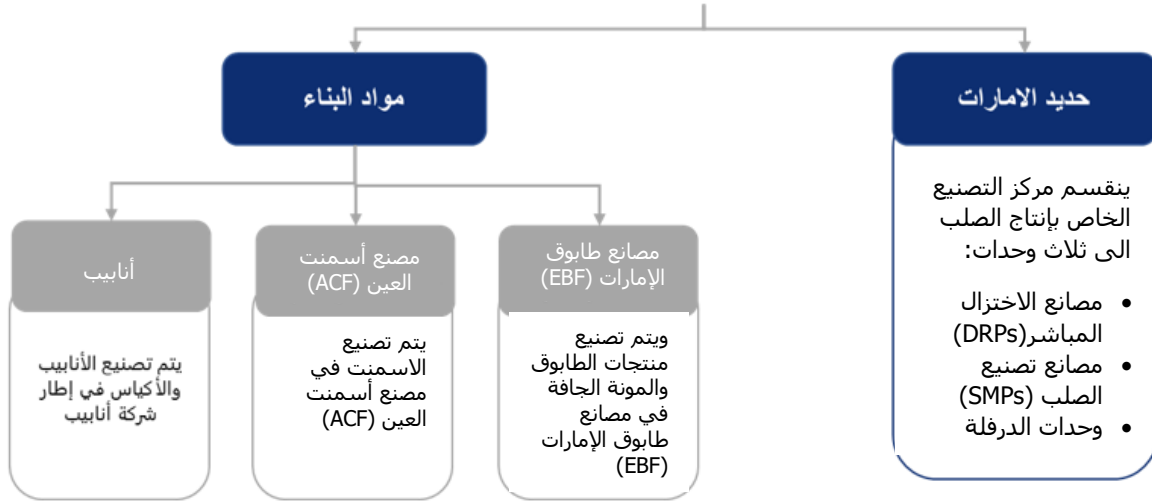 حديد الامارات
ينقسم مركز التصنيع
الخاص بإنتاج الصلب
الى ثلاث وحدات:
• مصانع الاختزال
المباشر(DRPs)
• مصانع تصنيع
الصلب (SMPs)
• وحدات الدرفلة
مواد البناء
مصانع طابوق
الإمارات (EBF)
ويتم تصنيع
منتجات الطابوق
والمونة الجافة
في مصانع
طابوق الإمارات
(EBF)
مصنع أسمنت
العين (ACF)
يتم تصنيع
الاسمنت في
مصنع أسمنت
العين (ACF)
أنابيب
يتم تصنيع الأنابيب
والأكياس في إطار
شركة أنابيب